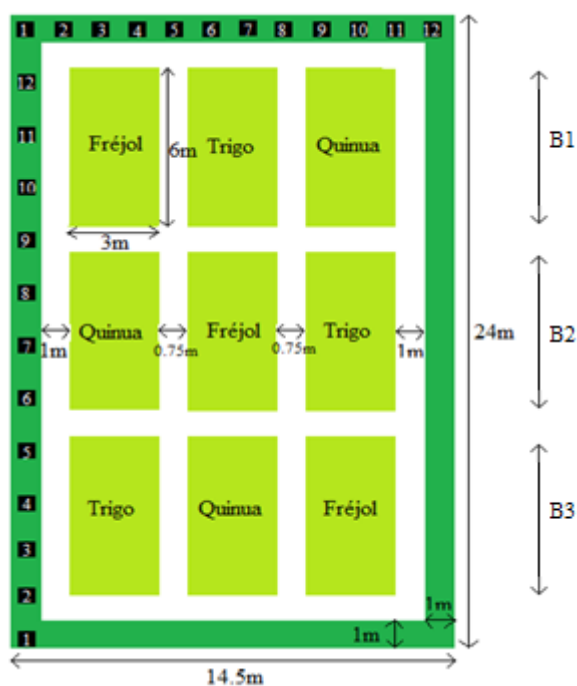 1 2 3 4 5 6 7 8 9 10 11 12
12
11
10
9
8
7
6
5
4
3
2
1
Fréjol
6m
Trigo
Quinua
B1
3m
Quinua
Fréjol
Trigo
1m
0.75m
0.75m
1m
24m
B2
Trigo
Quinua
Fréjol
B3
1m
1m
14.5m